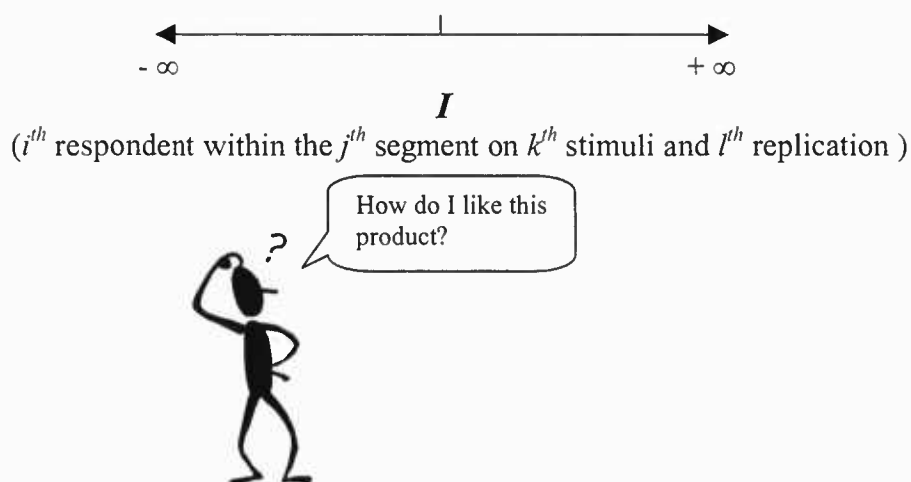 - ∞ + ∞
I
(i^th respondent within the j^th segment on k^th stimuli and l^th replication )
?
How do I like this
product?